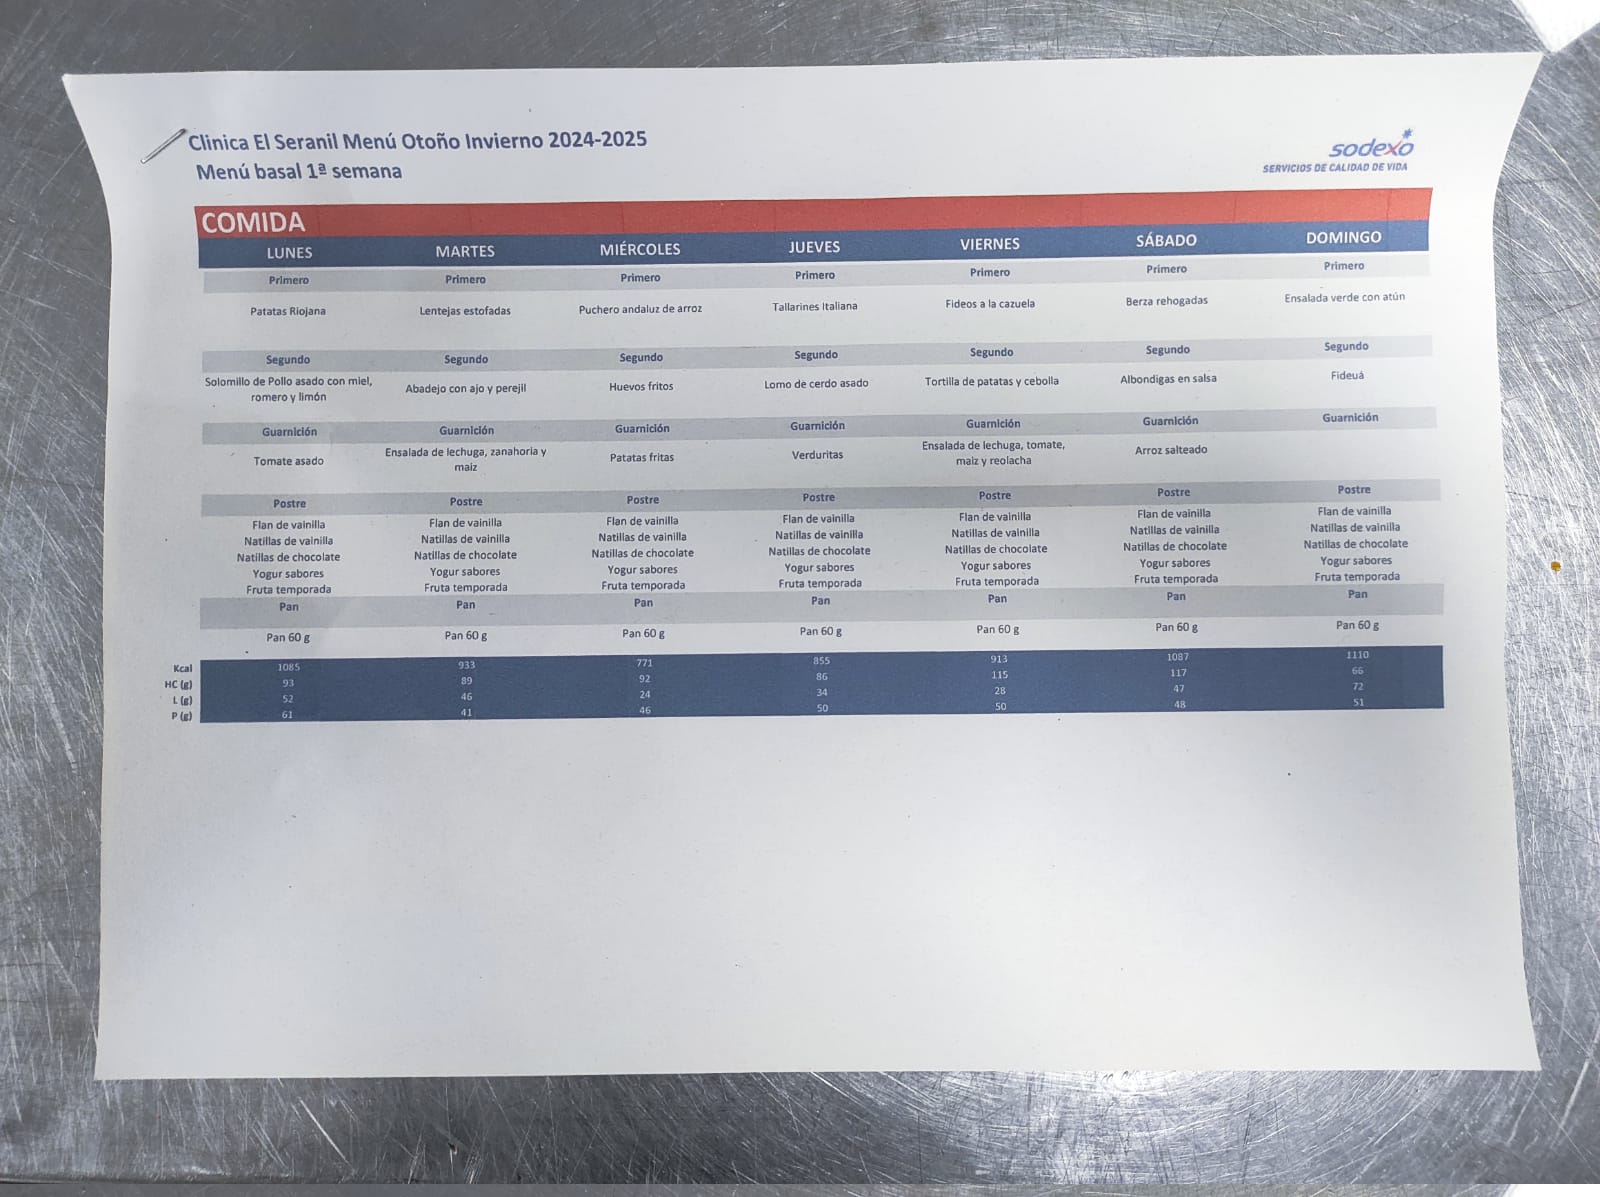 Clinica El Seranil Menú Otoño Invierno 2024-2025
Menú basal 1ª semana
sodexo
SERVICIOS DE CALIDAD DE VIDA
COMIDA
LUNES MARTES MIÉRCOLES JUEVES VIERNES SÁBADO DOMINGO
Primero Primero Primero Primero Primero Primero Primero
Patatas Riojana Lentejas estofadas Puchero andaluz de arroz Tallarines Italiana Fideos a la cazuela Berza rehogadas Ensalada verde con atún
Segundo Segundo Segundo Segundo Segundo Segundo Segundo
Solomillo de Pollo asado con miel,
romero y limón Abadejo con ajo y perejil Huevos fritos Lomo de cerdo asado Tortilla de patatas y cebolla Albondigas en salsa Fideuá
Guarnición Guarnición Guarnición Guarnición Guarnición Guarnición Guarnición
Tomate asado Ensalada de lechuga, zanahoria y
maiz Patatas fritas Verduritas Ensalada de lechuga, tomate,
maiz y reolacha Arroz salteado
Postre Postre Postre Postre Postre Postre Postre
Flan de vainilla Flan de vainilla Flan de vainilla Flan de vainilla Flan de vainilla Flan de vainilla Flan de vainilla
Natillas de vainilla Natillas de vainilla Natillas de vainilla Natillas de vainilla Natillas de vainilla Natillas de vainilla Natillas de vainilla
Natillas de chocolate Natillas de chocolate Natillas de chocolate Natillas de chocolate Natillas de chocolate Natillas de chocolate Natillas de chocolate
Yogur sabores Yogur sabores Yogur sabores Yogur sabores Yogur sabores Yogur sabores Yogur sabores
Fruta temporada Fruta temporada Fruta temporada Fruta temporada Fruta temporada Fruta temporada Fruta temporada
Pan Pan Pan Pan Pan Pan Pan
Pan 60 g Pan 60 g Pan 60 g Pan 60 g Pan 60 g Pan 60 g Pan 60 g
Kcal 1085 933 771 855 913 1087 1110
HC (g) 93 89 92 86 115 117 66
L (g) 52 46 24 34 28 47 72
P (g) 61 41 46 50 50 48 51